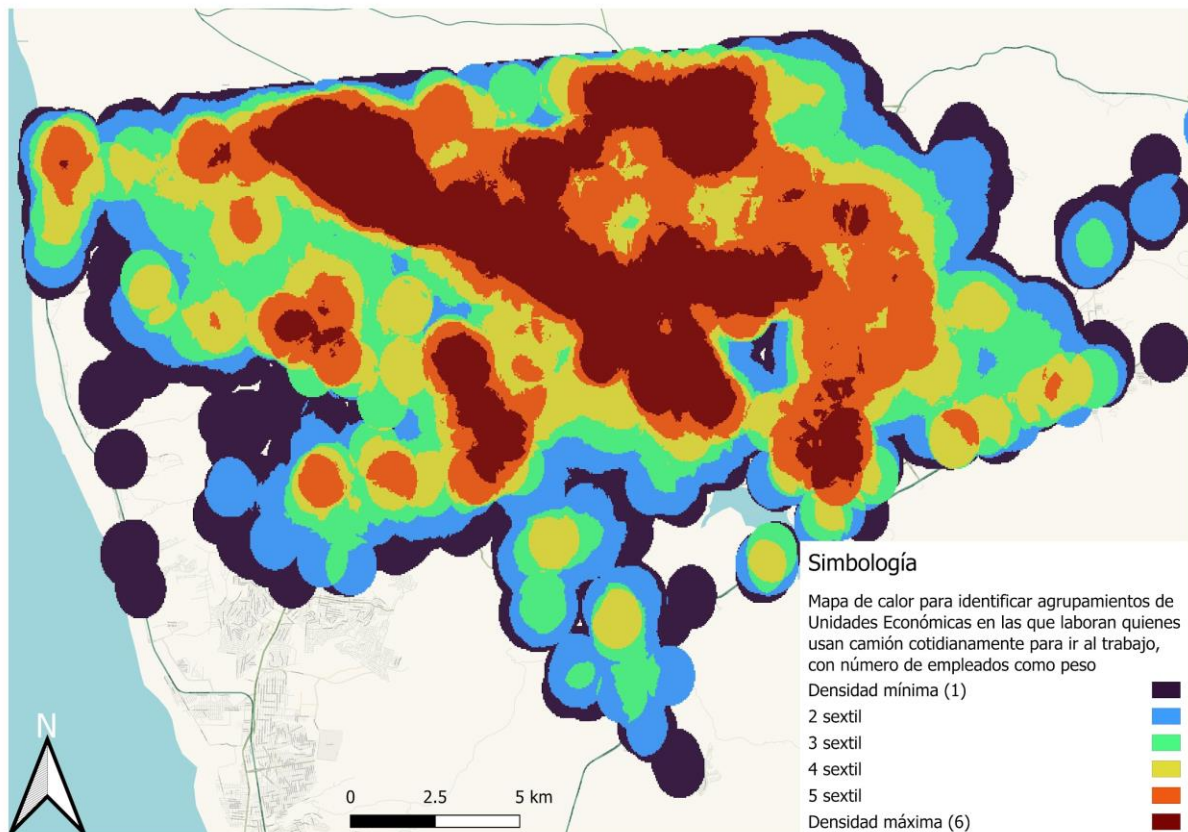 N
0 2.5 5 km
Simbología
Mapa de calor para identificar agrupamientos de
Unidades Económicas en las que laboran quienes
usan camión cotidianamente para ir al trabajo,
con número de empleados como peso
Densidad mínima (1)
2 sextil
3 sextil
4 sextil
5 sextil
Densidad máxima (6)